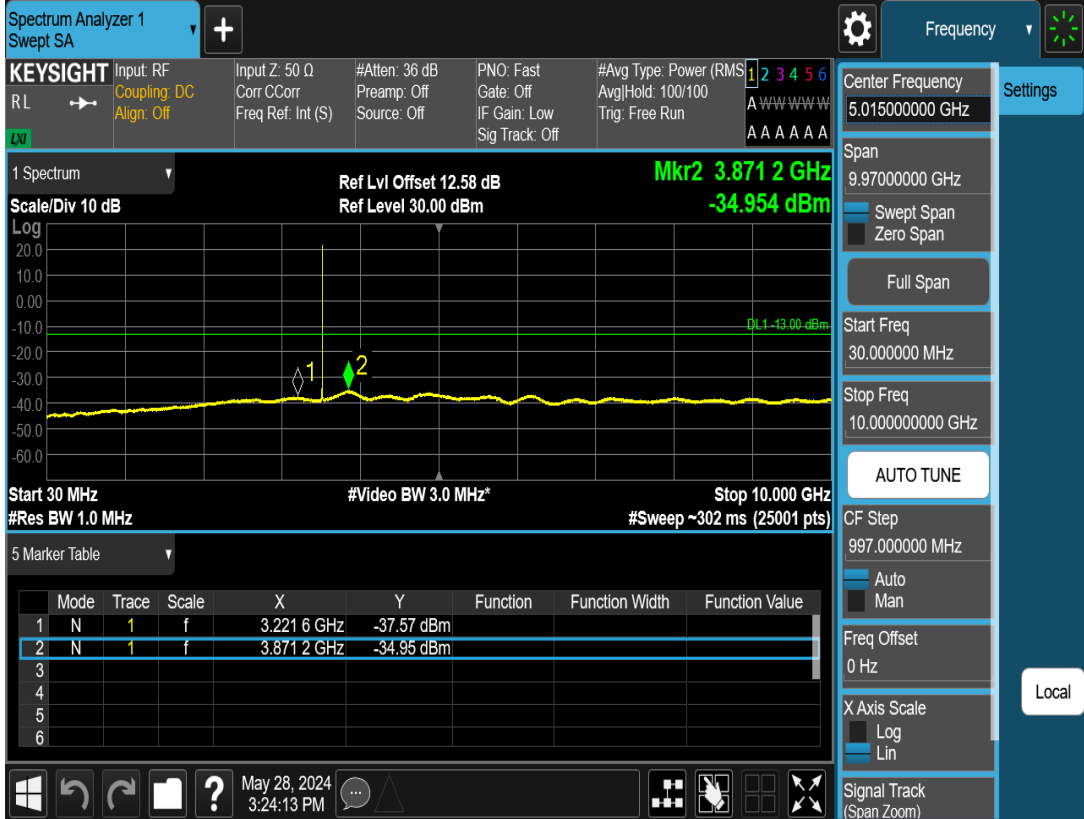 Spectrum Analyzer 1
Swept SA
+
Frequency
KEYSIGHT
RL
LXI
Input: RF
Coupling: DC
Align: Off
Input Z: 50 Ω
Corr CCorr
Freq Ref: Int (S)
#Atten: 36 dB
Preamp: Off
Source: Off
PNO: Fast
Gate: Off
IF Gain: Low
Sig Track: Off
#Avg Type: Power (RMS
Avg|Hold: 100/100
Trig: Free Run
1 2 3 4 5 6
A W W W W W
A A A A A A
1 Spectrum
Scale/Div 10 dB
Log
Ref Lvl Offset 12.58 dB
Ref Level 30.00 dBm
Mkr2 3.871 2 GHz
-34.954 dBm
20.0
10.0
0.00
-10.0
-20.0
-30.0
-40.0
-50.0
-60.0
DL1 -13.00 dBm
1
2
Start 30 MHz
#Video BW 3.0 MHz*
Stop 10.000 GHz
#Res BW 1.0 MHz
#Sweep ~302 ms (25001 pts)
5 Marker Table
Mode Trace Scale X Y Function Function Width Function Value
1 N 1 f 3.221 6 GHz -37.57 dBm
2 N 1 f 3.871 2 GHz -34.95 dBm
3
4
5
6
?
May 28, 2024
3:24:13 PM
Center Frequency
5.015000000 GHz
Settings
Span
9.97000000 GHz
Swept Span
Zero Span
Full Span
Start Freq
30.000000 MHz
Stop Freq
10.000000000 GHz
AUTO TUNE
CF Step
997.000000 MHz
Auto
Man
Freq Offset
0 Hz
Local
X Axis Scale
Log
Lin
Signal Track
(Span Zoom)